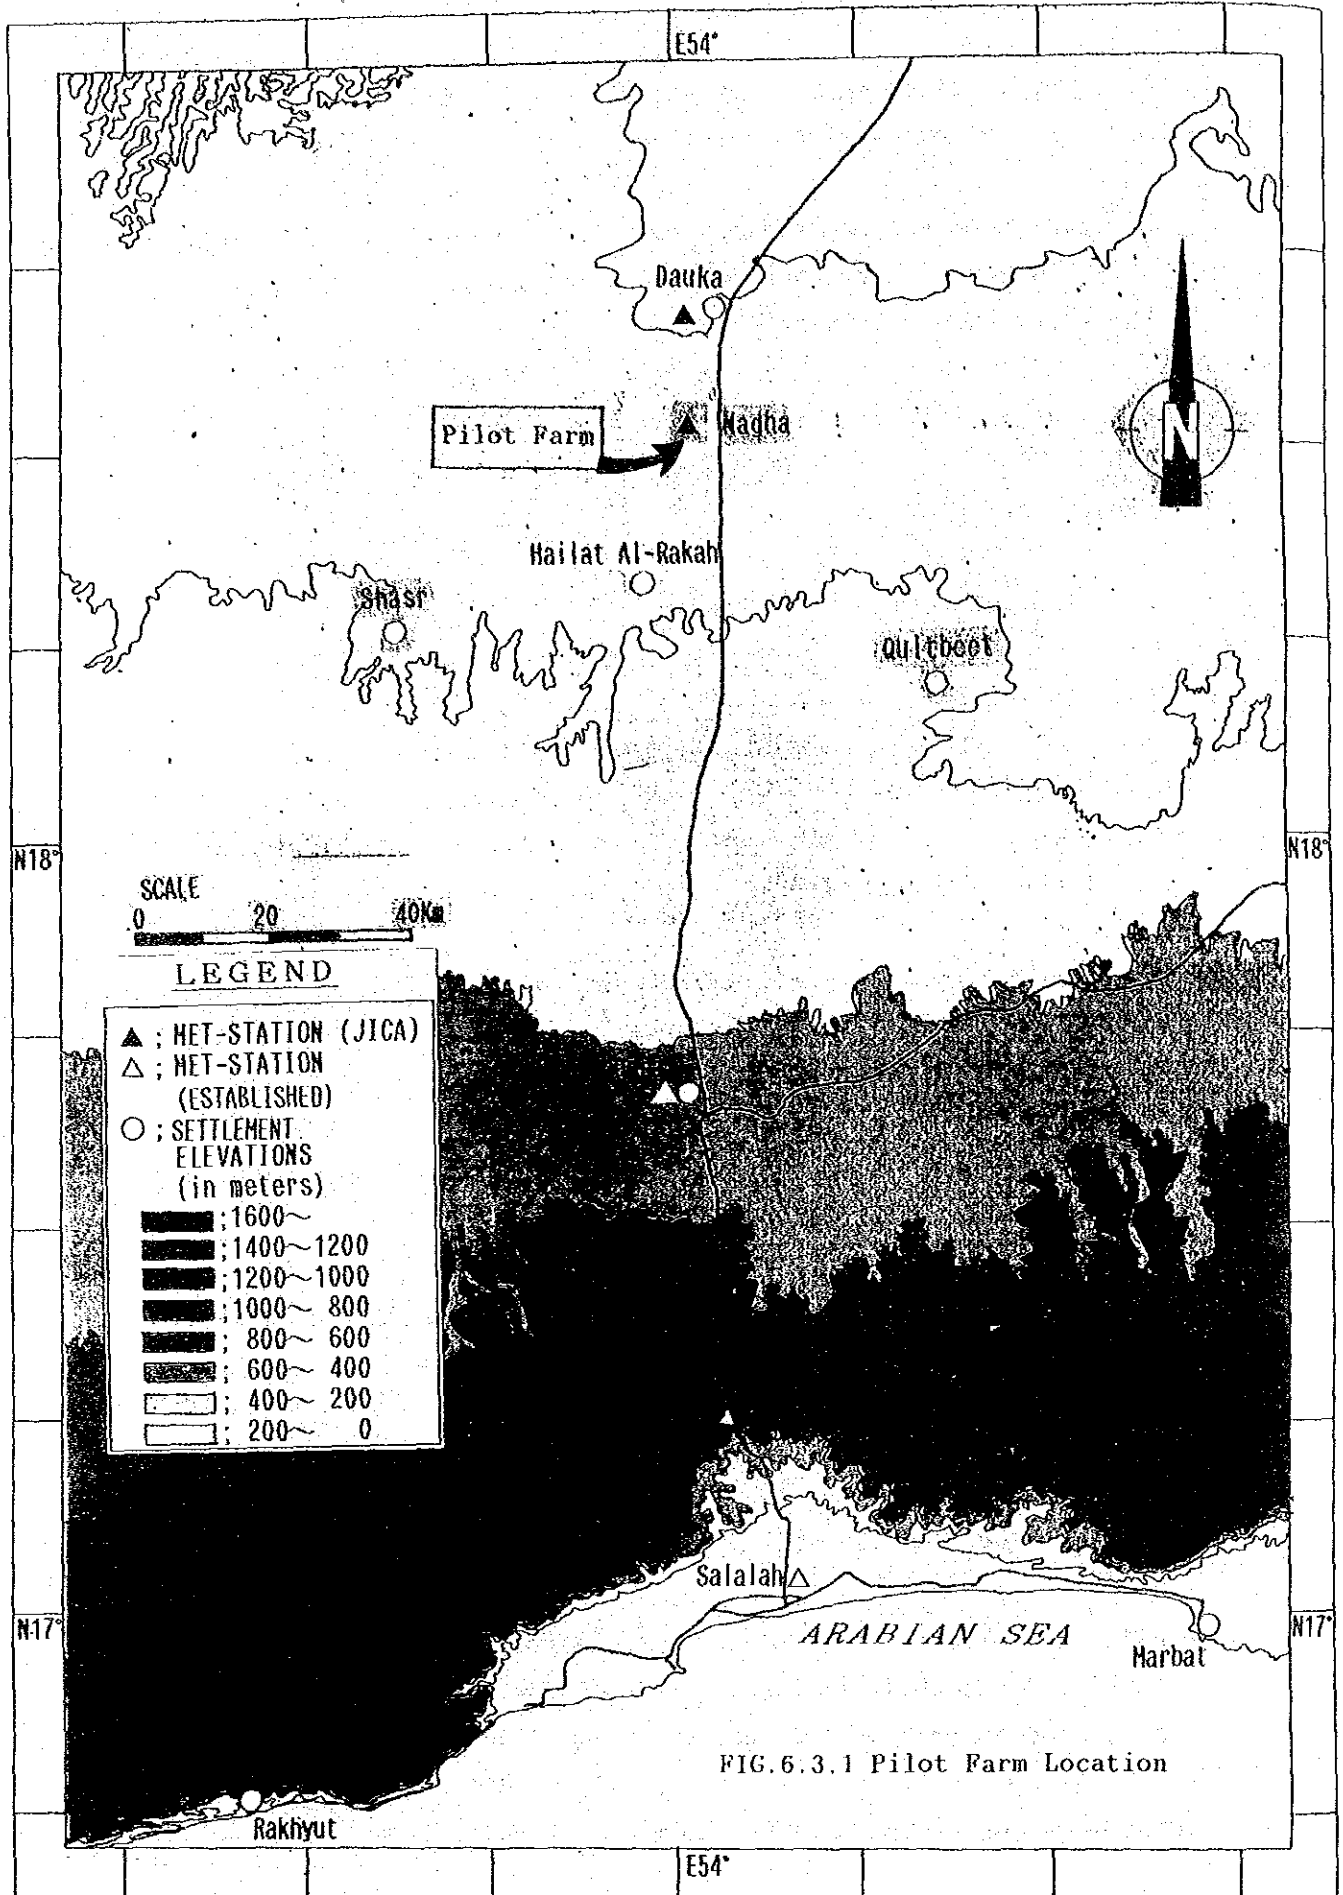 E54°
Dauka
Pilot Farm
Nadha
Hailat Al-Rakah
Shasr
Qultbeet
N
N18°
N18°
SCALE
0 20 40Km
LEGEND
▲ ; MET-STATION (JICA)
△ ; MET-STATION
(ESTABLISHED)
○ ; SETTLEMENT
ELEVATIONS
(in meters)
; 1600~
; 1400~1200
; 1200~1000
; 1000~ 800
; 800~ 600
; 600~ 400
; 400~ 200
; 200~ 0
Salalah
N17°
ARABIAN SEA
N17°
Marbat
FIG.6.3.1 Pilot Farm Location
Rakhyut
E54°